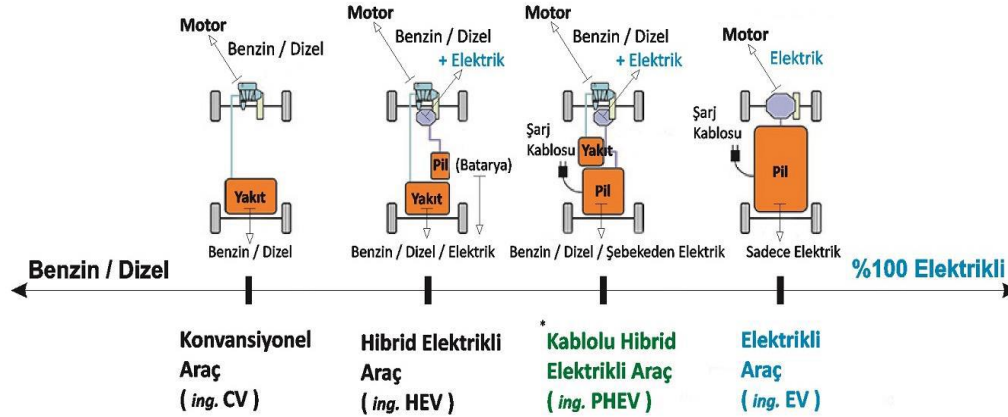 Motor
Benzin / Dizel
Yakıt
Benzin / Dizel
Motor
Benzin / Dizel
+ Elektrik
Pil
(Batarya)
Yakıt
Benzin / Dizel / Elektrik
Motor
Benzin / Dizel
+ Elektrik
Şarj
Kablosu
Yakıt
Pil
Benzin / Dizel / Şebekeden Elektrik
Motor
Elektrik
Şarj
Kablosu
Pil
Sadece Elektrik
Benzin / Dizel
%100 Elektrikli
Konvansiyonel
Araç
( ing. CV )
Hibrid Elektrikli
Araç
( ing. HEV )
* Kablolu Hibrid
Elektrikli Araç
( ing. PHEV )
Elektrikli
Araç
( ing. EV )